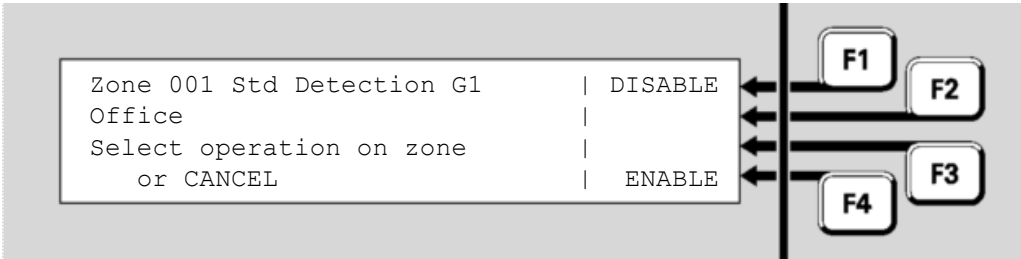 Zone 001 Std Detection G1 | DISABLE
Office |
Select operation on zone |
or CANCEL | ENABLE
F1
F2
F3
F4